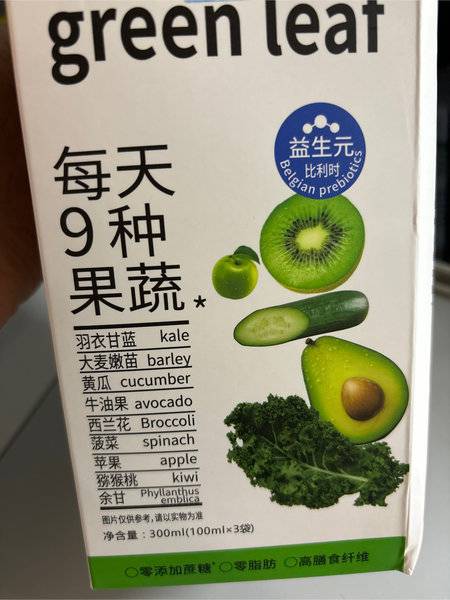 green leaf
益生元
比利时
Belgian prebiotics
每天
9种
果蔬*
羽衣甘蓝 kale
大麦嫩苗 barley
黄瓜 cucumber
牛油果 avocado
西兰花 Broccoli
菠菜 spinach
苹果 apple
猕猴桃 kiwi
余甘 Phyllanthus emblica
图片仅供参考,请以实物为准
净含量:300ml(100ml×3袋)
○零添加蔗糖* ○零脂肪 ○高膳食纤维